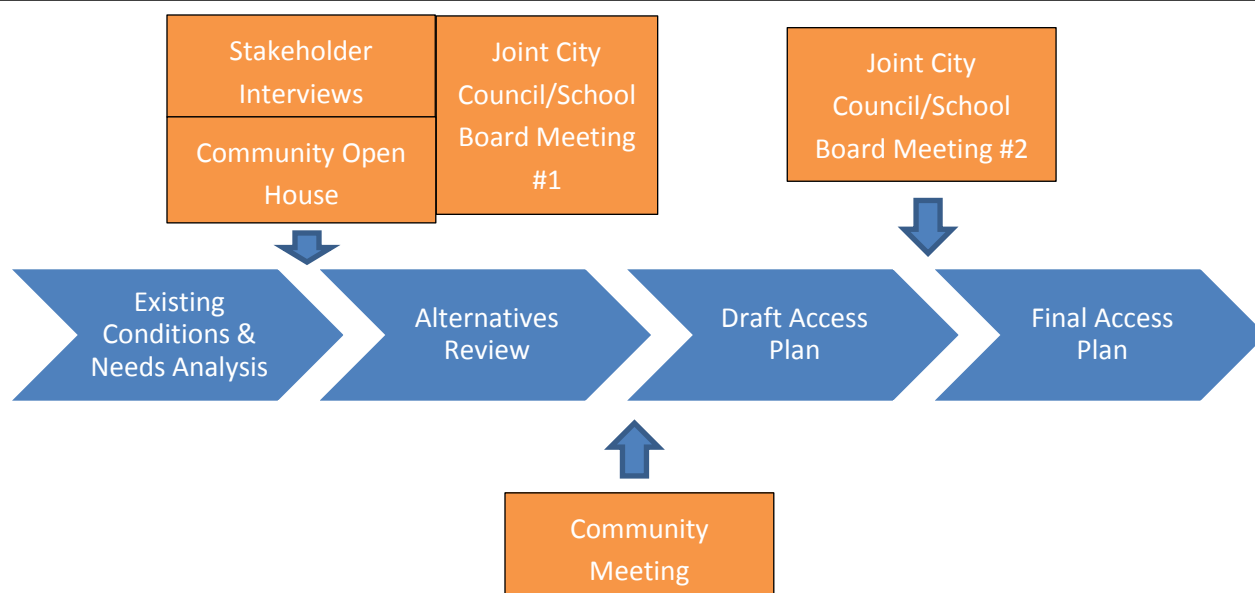 Stakeholder
Interviews
Community Open
House
Joint City
Council/School
Board Meeting
#1
Joint City
Council/School
Board Meeting #2
Existing
Conditions &
Needs Analysis
Alternatives
Review
Draft Access
Plan
Final Access
Plan
Community
Meeting